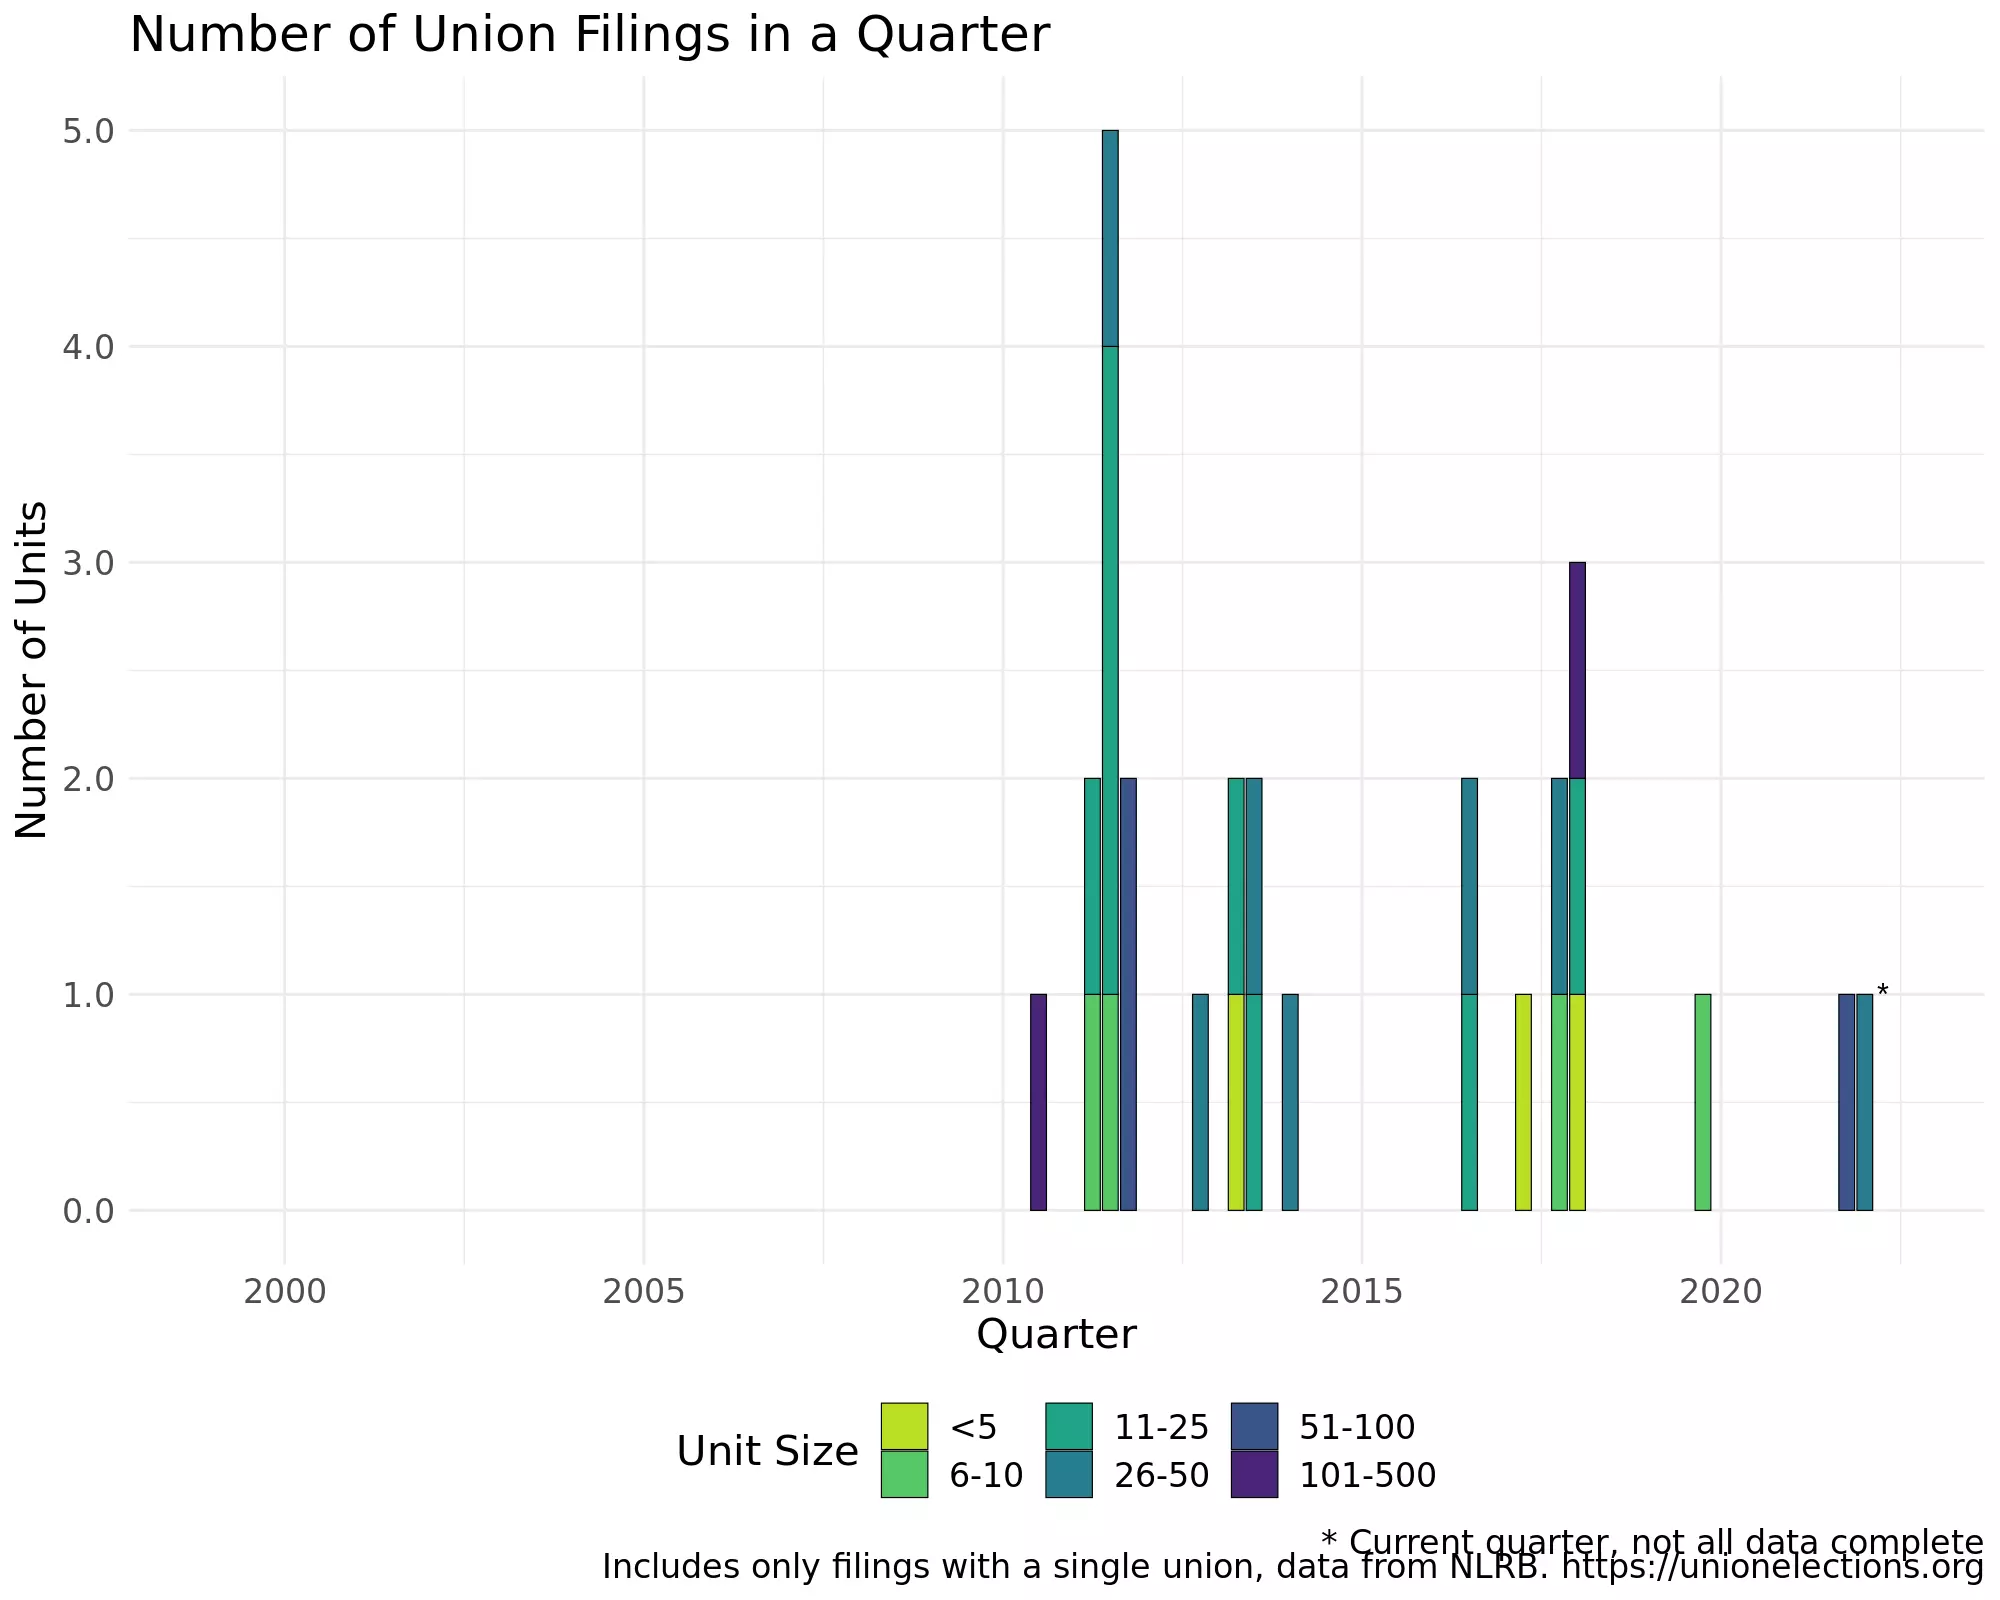 Number of Union Filings in a Quarter
5.0
4.0
3.0
2.0
1.0
0.0
Number of Units
*
2000 2005 2010 2015 2020
Quarter
Unit Size
<5 11-25 51-100
6-10 26-50 101-500
* Current quarter, not all data complete
Includes only filings with a single union, data from NLRB. https://unionelections.org